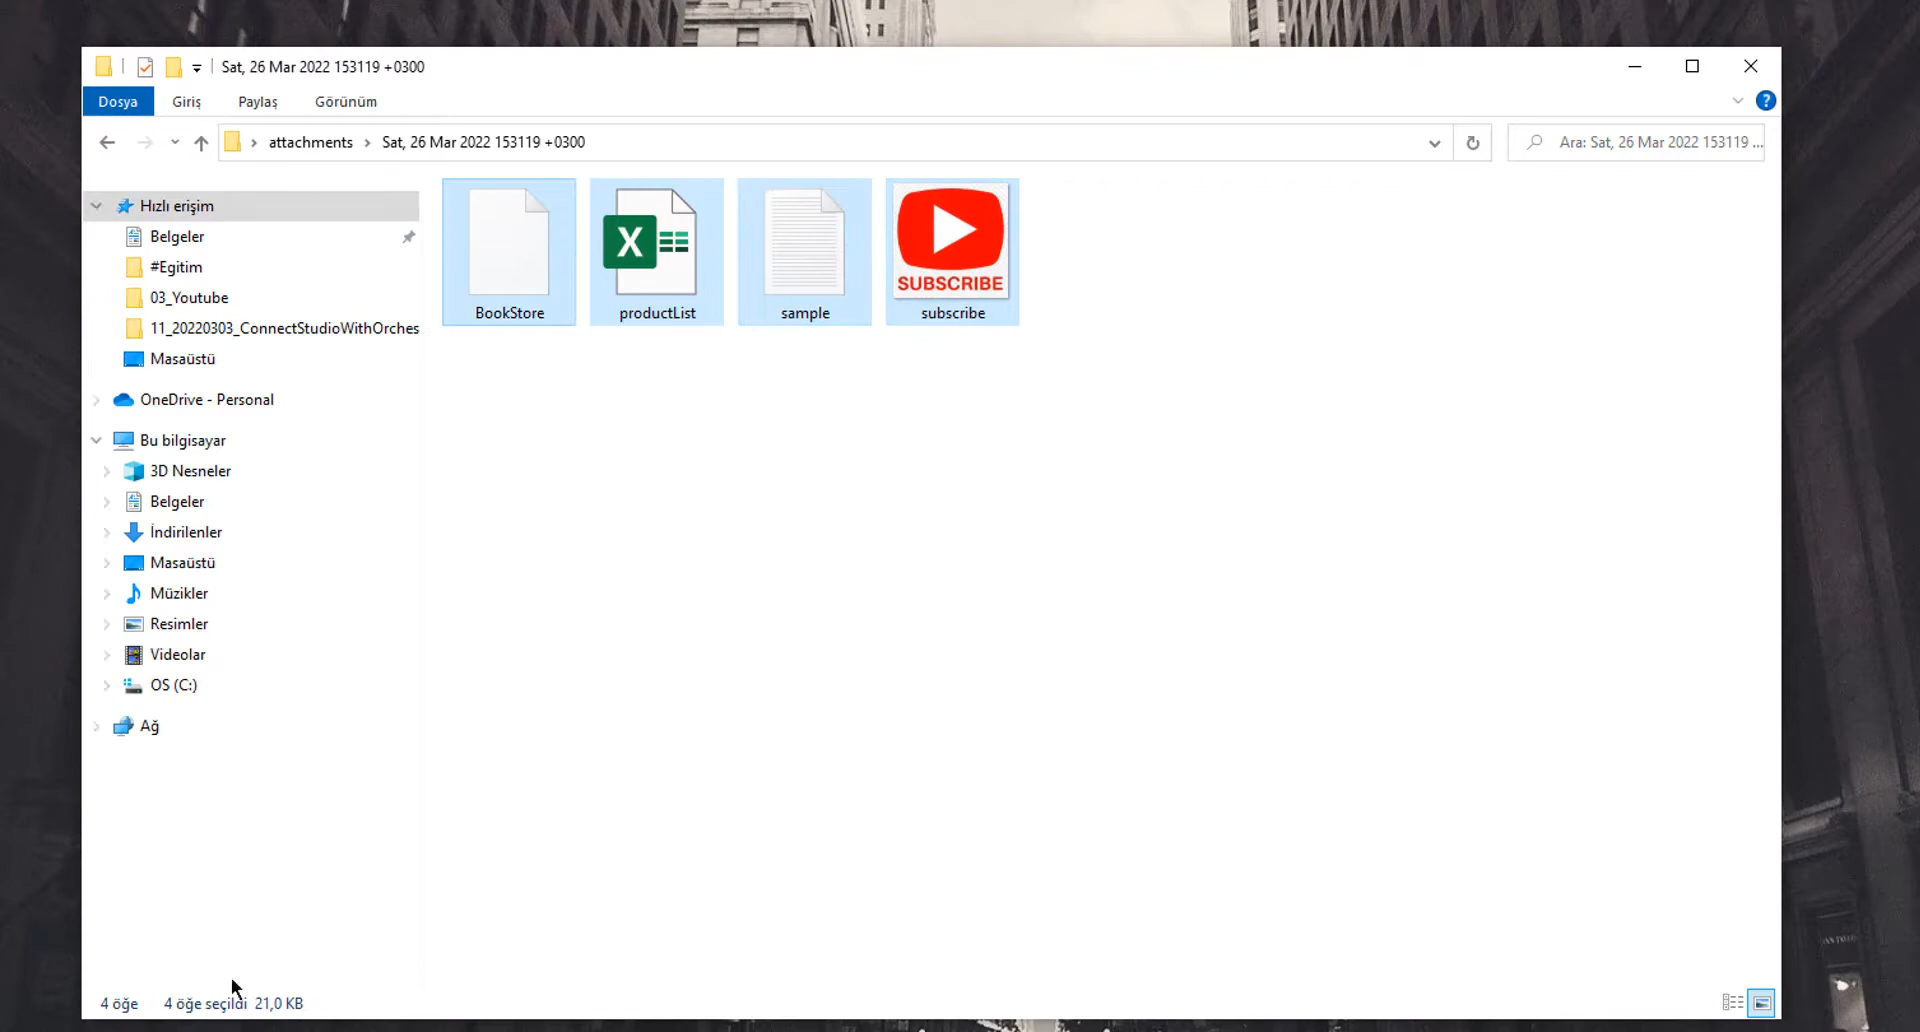 Sat, 26 Mar 2022 153119 +0300
Dosya Giriş Paylaş Görünüm ?
attachments Sat, 26 Mar 2022 153119 +0300 Ara: Sat, 26 Mar 2022 153119 ...
Hızlı erişim
Belgeler
#Egitim
03_Youtube
11_20220303_ConnectStudioWithOrches
Masaüstü
OneDrive - Personal
Bu bilgisayar
3D Nesneler
Belgeler
İndirilenler
Masaüstü
Müzikler
Resimler
Videolar
OS (C:)
Ağ
X SUBSCRIBE
BookStore productList sample subscribe
4 öğe 4 öğe seçildi 21,0 KB